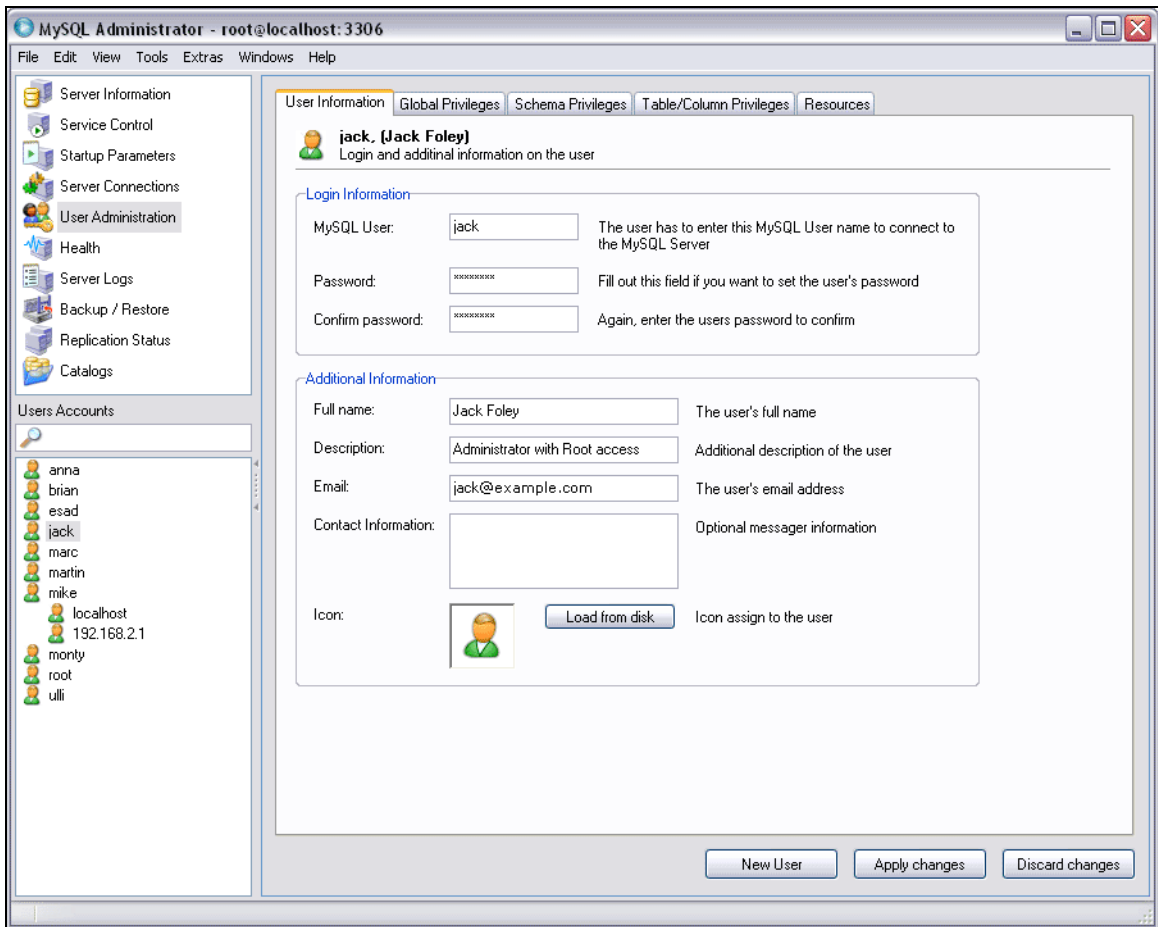 MySQL Administrator - root@localhost:3306
File Edit View Tools Extras Windows Help
Server Information
Service Control
Startup Parameters
Server Connections
User Administration
Health
Server Logs
Backup / Restore
Replication Status
Catalogs
Users Accounts
anna
brian
esad
jack
marc
martin
mike
localhost
192.168.2.1
monty
root
ulli
User Information Global Privileges Schema Privileges Table/Column Privileges Resources
jack, (Jack Foley)
Login and additinal information on the user
Login Information
MySQL User: jack The user has to enter this MySQL User name to connect to
the MySQL Server
Password: xxxxxxxx Fill out this field if you want to set the user's password
Confirm password: xxxxxxxx Again, enter the users password to confirm
Additional Information
Full name: Jack Foley The user's full name
Description: Administrator with Root access Additional description of the user
Email: jack@example.com The user's email address
Contact Information: Optional messager information
Icon: Load from disk Icon assign to the user
New User Apply changes Discard changes